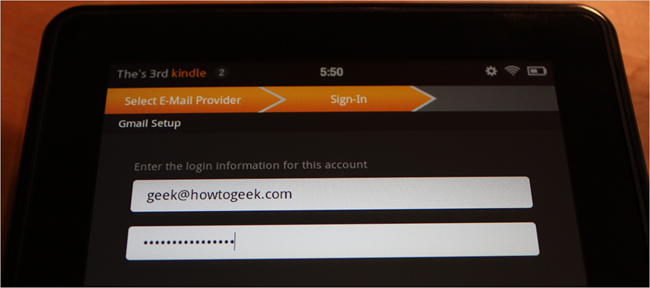 The's 3rd kindle 2 5:50
Select E-Mail Provider Sign-In
Gmail Setup
Enter the login information for this account
geek@howtogeek.com
••••••••••••••••